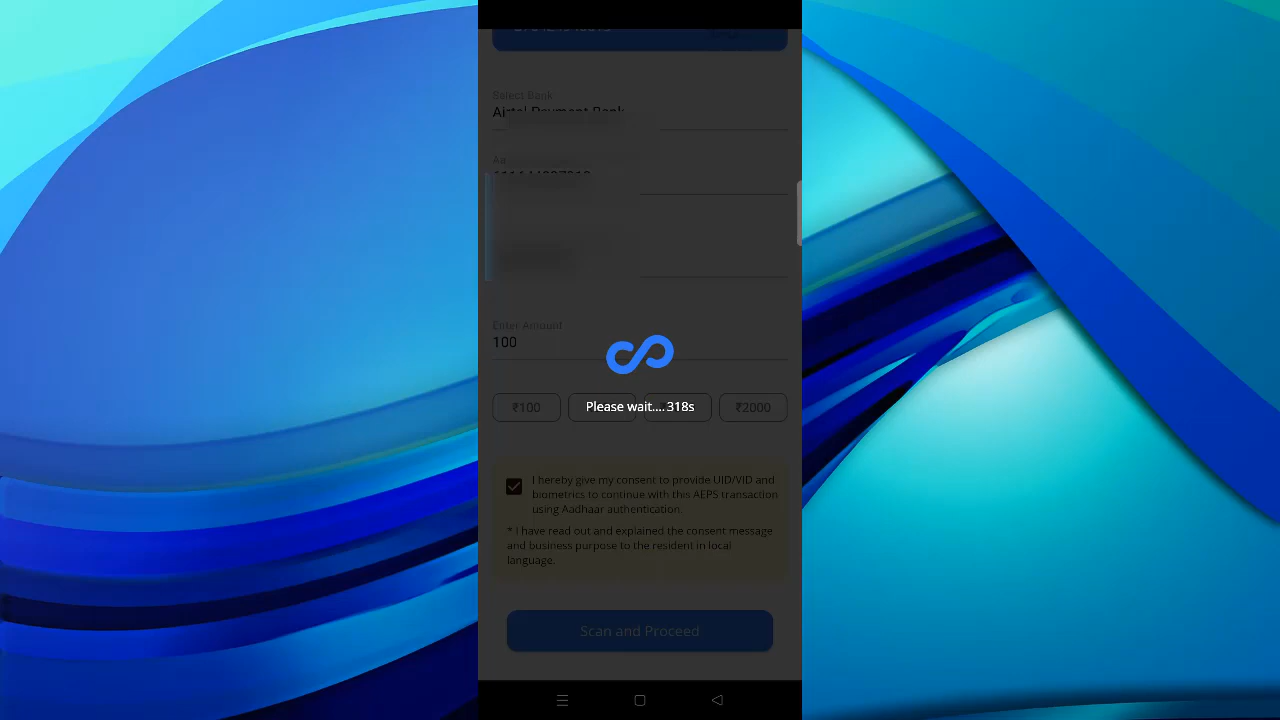 Select Bank
Airtel Payment Bank
Aa
Enter Amount
100
Please wait.... 318s
₹100
₹2000
I hereby give my consent to provide UID/VID and
biometrics to continue with this AEPS transaction
using Aadhaar authentication.
* I have read out and explained the consent message
and business purpose to the resident in local
language.
Scan and Proceed